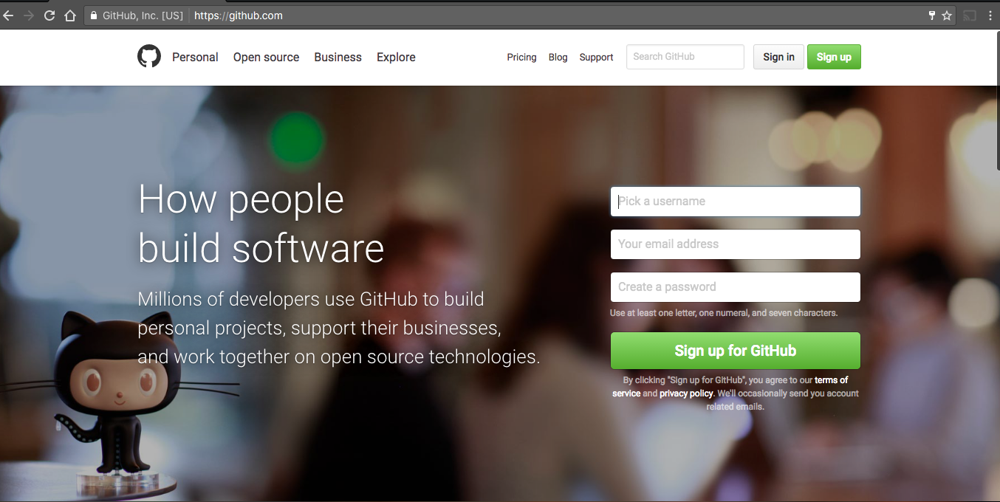 GitHub, Inc. [US]
https://github.com
Personal
Open source
Business
Explore
Pricing
Blog
Support
Search GitHub
Sign in
Sign up
How people
build software
Millions of developers use GitHub to build
personal projects, support their businesses,
and work together on open source technologies.
Pick a username
Your email address
Create a password
Use at least one letter, one numeral, and seven characters.
Sign up for GitHub
By clicking "Sign up for GitHub", you agree to our terms of
service and privacy policy. We'll occasionally send you account
related emails.